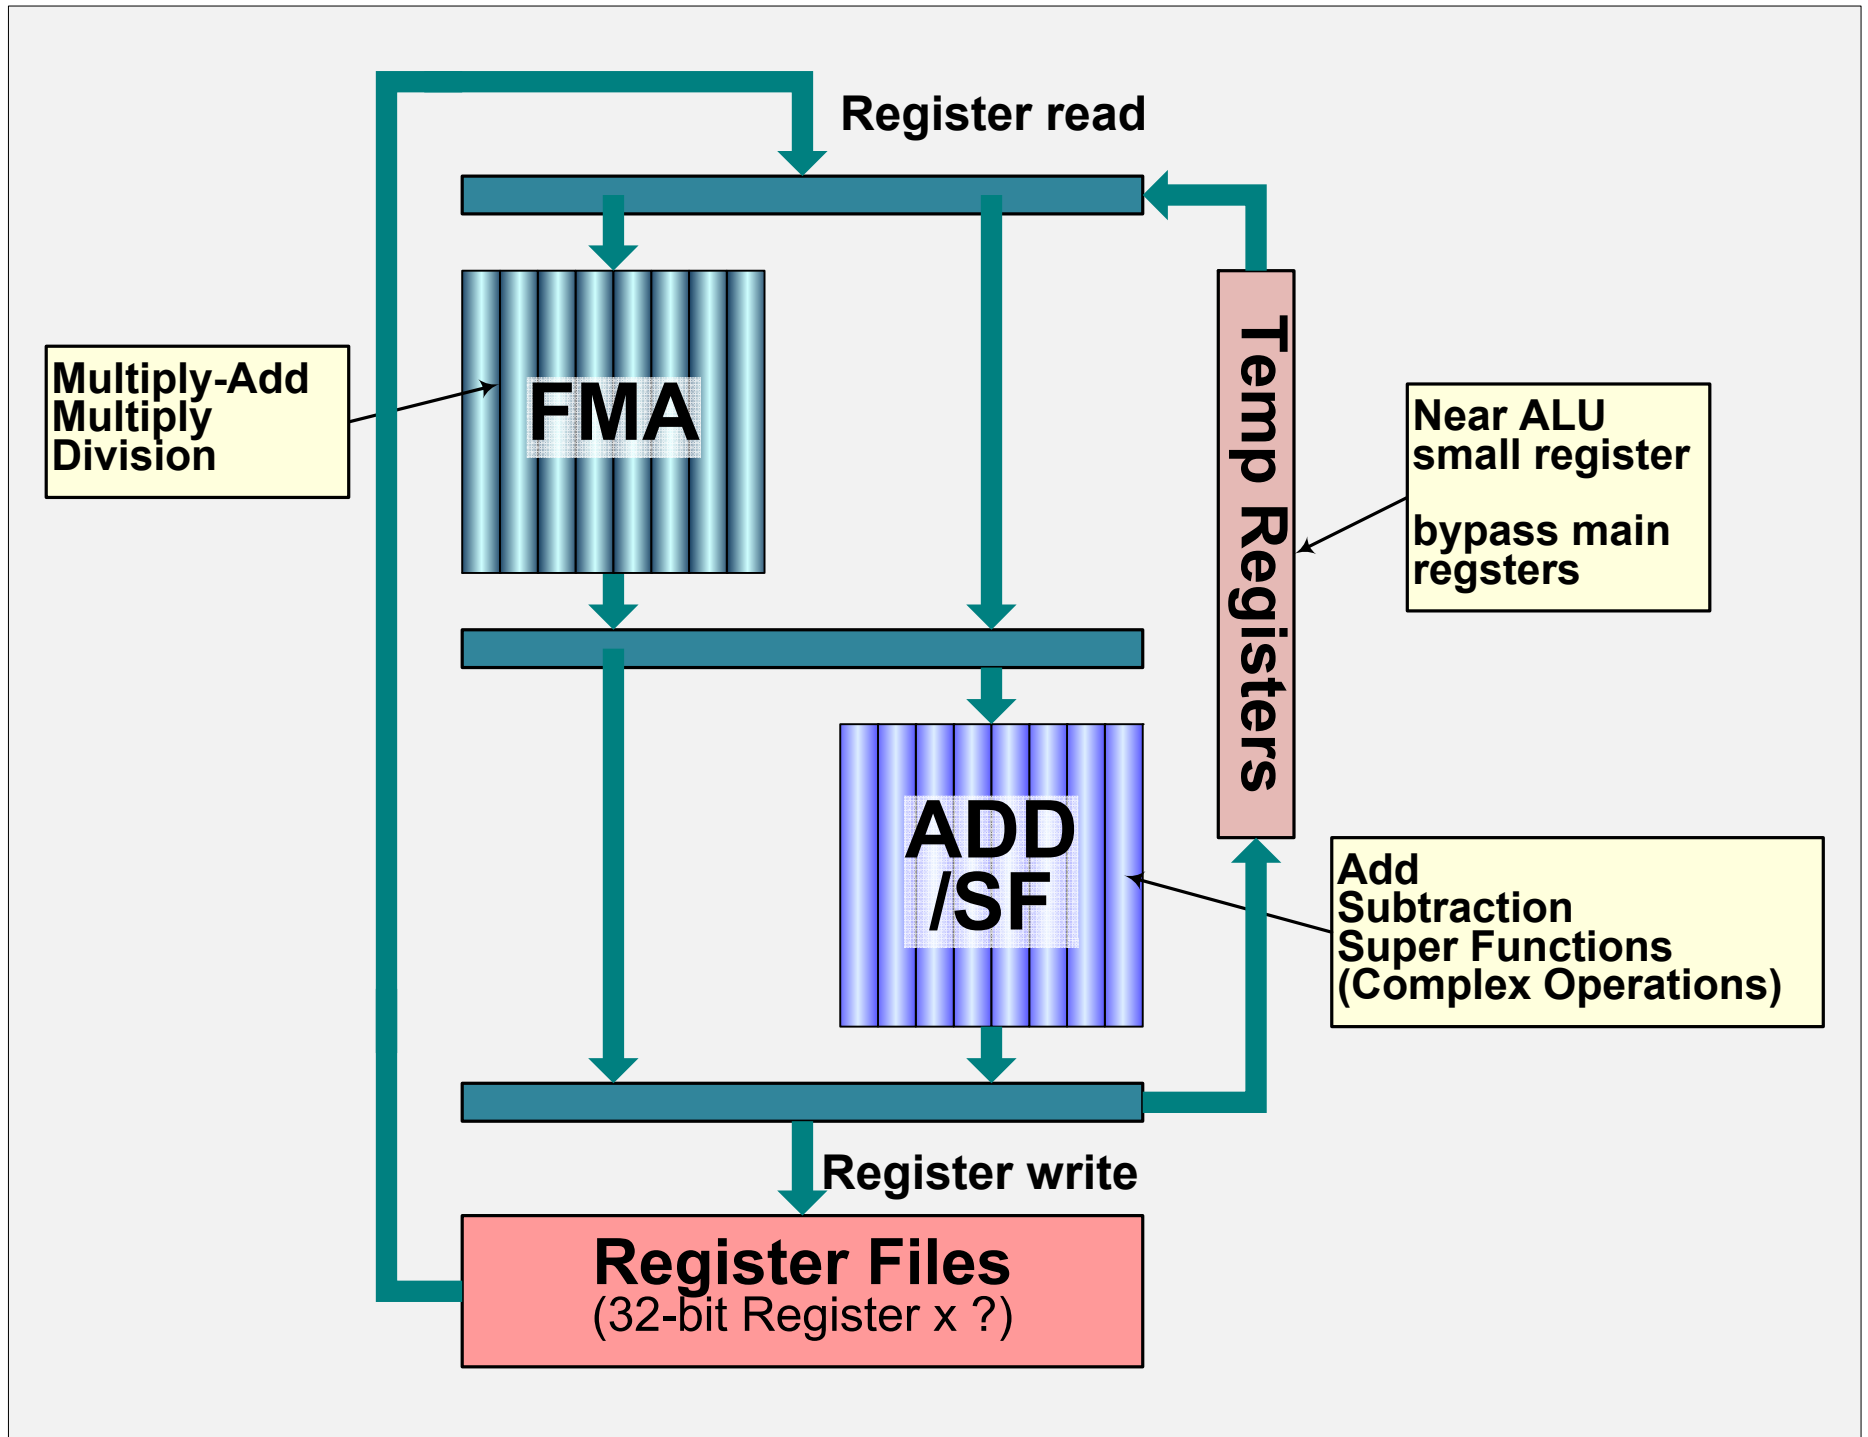 Register read
Multiply-Add
Multiply
Division
FMA
Temp Registers
Near ALU
small register
bypass main
regsters
ADD
/SF
Add
Subtraction
Super Functions
(Complex Operations)
Register write
Register Files
(32-bit Register x ?)